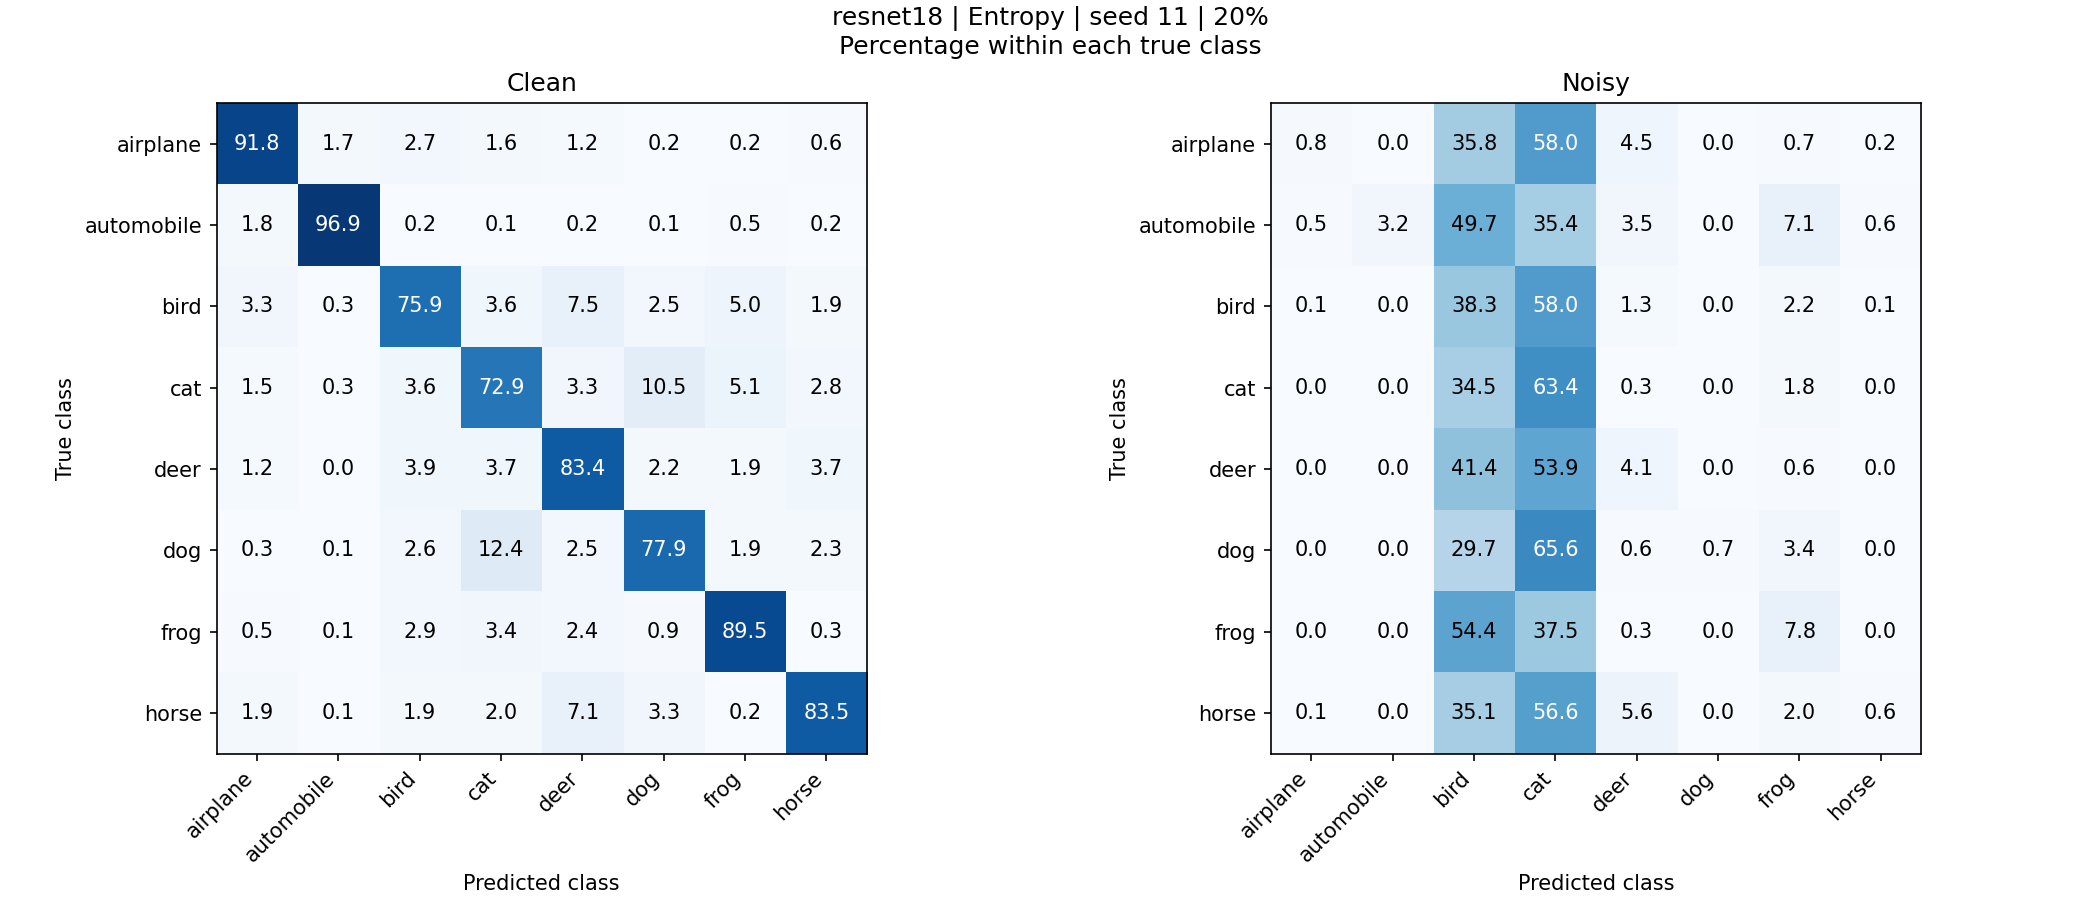 resnet18 | Entropy | seed 11 | 20%
Percentage within each true class
Clean
True class
airplane 91.8 1.7 2.7 1.6 1.2 0.2 0.2 0.6
automobile 1.8 96.9 0.2 0.1 0.2 0.1 0.5 0.2
bird 3.3 0.3 75.9 3.6 7.5 2.5 5.0 1.9
cat 1.5 0.3 3.6 72.9 3.3 10.5 5.1 2.8
deer 1.2 0.0 3.9 3.7 83.4 2.2 1.9 3.7
dog 0.3 0.1 2.6 12.4 2.5 77.9 1.9 2.3
frog 0.5 0.1 2.9 3.4 2.4 0.9 89.5 0.3
horse 1.9 0.1 1.9 2.0 7.1 3.3 0.2 83.5
airplane automobile bird cat deer dog frog horse
Predicted class
Noisy
True class
airplane 0.8 0.0 35.8 58.0 4.5 0.0 0.7 0.2
automobile 0.5 3.2 49.7 35.4 3.5 0.0 7.1 0.6
bird 0.1 0.0 38.3 58.0 1.3 0.0 2.2 0.1
cat 0.0 0.0 34.5 63.4 0.3 0.0 1.8 0.0
deer 0.0 0.0 41.4 53.9 4.1 0.0 0.6 0.0
dog 0.0 0.0 29.7 65.6 0.6 0.7 3.4 0.0
frog 0.0 0.0 54.4 37.5 0.3 0.0 7.8 0.0
horse 0.1 0.0 35.1 56.6 5.6 0.0 2.0 0.6
airplane automobile bird cat deer dog frog horse
Predicted class